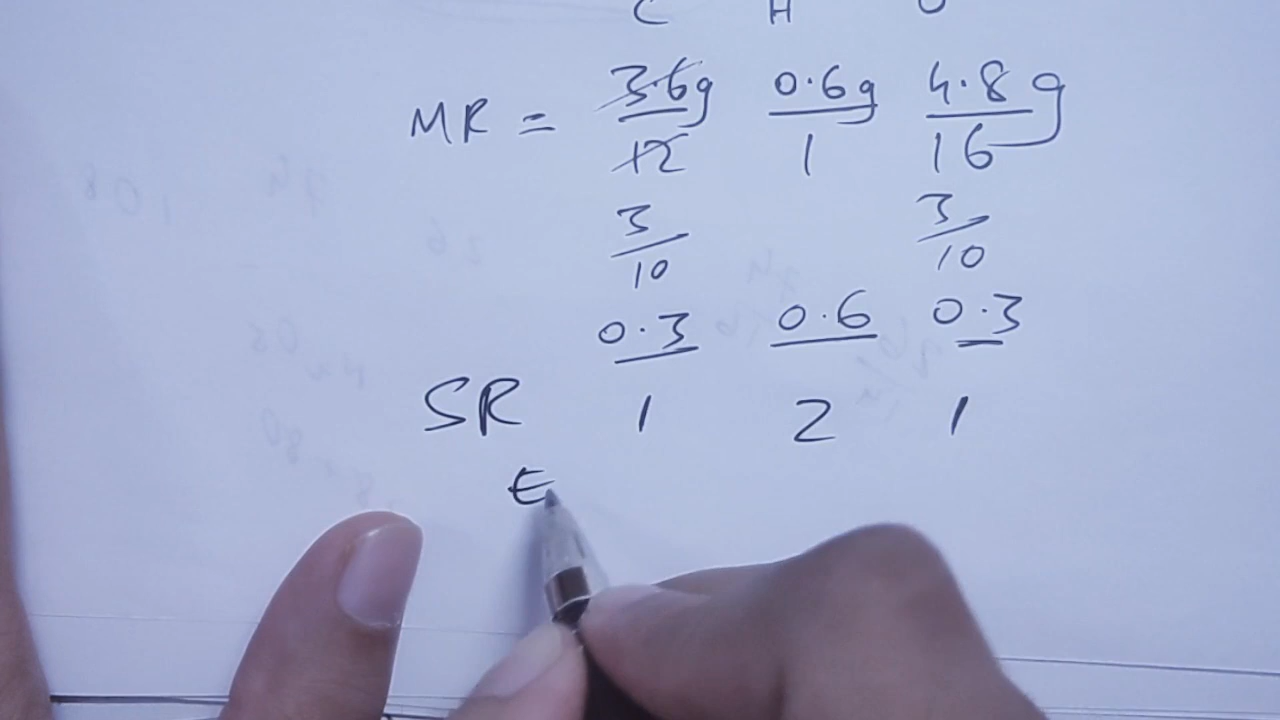 C H O
MR = 3.6g/12 0.6g/1 4.8g/16
3/10 3/10
0.3 0.6 0.3
SR 1 2 1
E